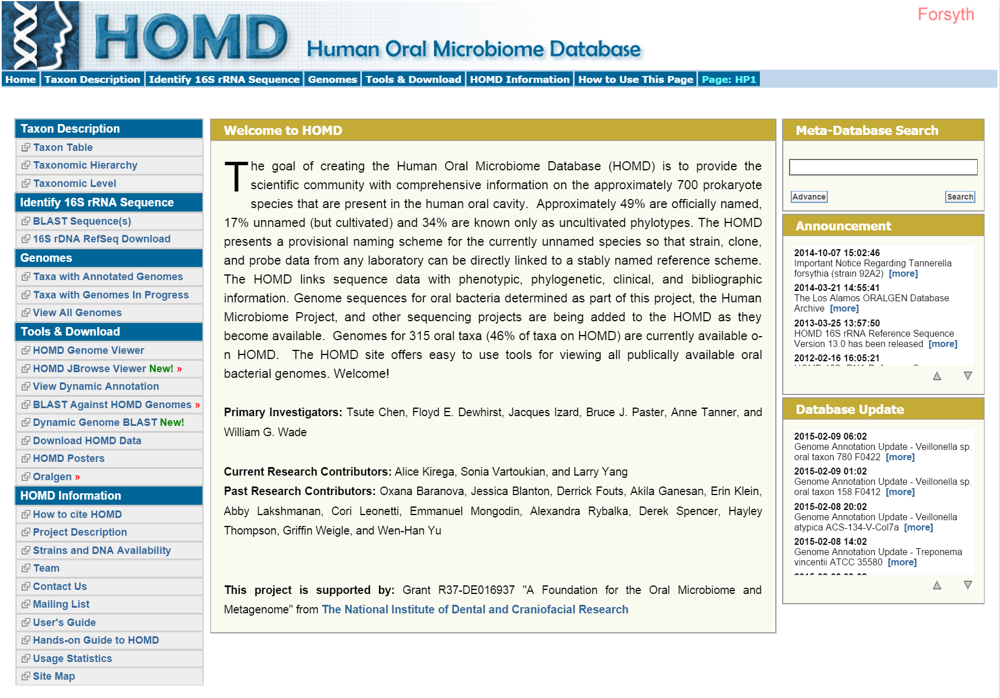 Forsyth
HOMD
Human Oral Microbiome Database
Home Taxon Description Identify 16S rRNA Sequence Genomes Tools & Download HOMD Information How to Use This Page Page: HP1
Taxon Description
Taxon Table
Taxonomic Hierarchy
Taxonomic Level
Identify 16S rRNA Sequence
BLAST Sequence(s)
16S rDNA RefSeq Download
Genomes
Taxa with Annotated Genomes
Taxa with Genomes In Progress
View All Genomes
Tools & Download
HOMD Genome Viewer
HOMD JBrowse Viewer New! »
View Dynamic Annotation
BLAST Against HOMD Genomes »
Dynamic Genome BLAST New!
Download HOMD Data
HOMD Posters
Oralgen »
HOMD Information
How to cite HOMD
Project Description
Strains and DNA Availability
Team
Contact Us
Mailing List
User's Guide
Hands-on Guide to HOMD
Usage Statistics
Site Map
Welcome to HOMD
The goal of creating the Human Oral Microbiome Database (HOMD) is to provide the
scientific community with comprehensive information on the approximately 700 prokaryote
species that are present in the human oral cavity. Approximately 49% are officially named,
17% unnamed (but cultivated) and 34% are known only as uncultivated phylotypes. The HOMD
presents a provisional naming scheme for the currently unnamed species so that strain, clone,
and probe data from any laboratory can be directly linked to a stably named reference scheme.
The HOMD links sequence data with phenotypic, phylogenetic, clinical, and bibliographic
information. Genome sequences for oral bacteria determined as part of this project, the Human
Microbiome Project, and other sequencing projects are being added to the HOMD as they
become available. Genomes for 315 oral taxa (46% of taxa on HOMD) are currently available o-
n HOMD. The HOMD site offers easy to use tools for viewing all publically available oral
bacterial genomes. Welcome!
Primary Investigators: Tsute Chen, Floyd E. Dewhirst, Jacques Izard, Bruce J. Paster, Anne Tanner, and
William G. Wade
Current Research Contributors: Alice Kirega, Sonia Vartoukian, and Larry Yang
Past Research Contributors: Oxana Baranova, Jessica Blanton, Derrick Fouts, Akila Ganesan, Erin Klein,
Abby Lakshmanan, Cori Leonetti, Emmanuel Mongodin, Alexandra Rybalka, Derek Spencer, Hayley
Thompson, Griffin Weigle, and Wen-Han Yu
This project is supported by: Grant R37-DE016937 "A Foundation for the Oral Microbiome and
Metagenome" from The National Institute of Dental and Craniofacial Research
Meta-Database Search
Advance Search
Announcement
2014-10-07 15:02:46
Important Notice Regarding Tannerella
forsythia (strain 92A2) [more]
2014-03-21 14:55:41
The Los Alamos ORALGEN Database
Archive [more]
2013-03-25 13:57:50
HOMD 16S rRNA Reference Sequence
Version 13.0 has been released [more]
2012-02-16 16:05:21
Database Update
2015-02-09 06:02
Genome Annotation Update - Veillonella sp.
oral taxon 780 F0422 [more]
2015-02-09 01:02
Genome Annotation Update - Veillonella sp.
oral taxon 158 F0412 [more]
2015-02-08 20:02
Genome Annotation Update - Veillonella
atypica ACS-134-V-Col7a [more]
2015-02-08 14:02
Genome Annotation Update - Treponema
vincentii ATCC 35580 [more]